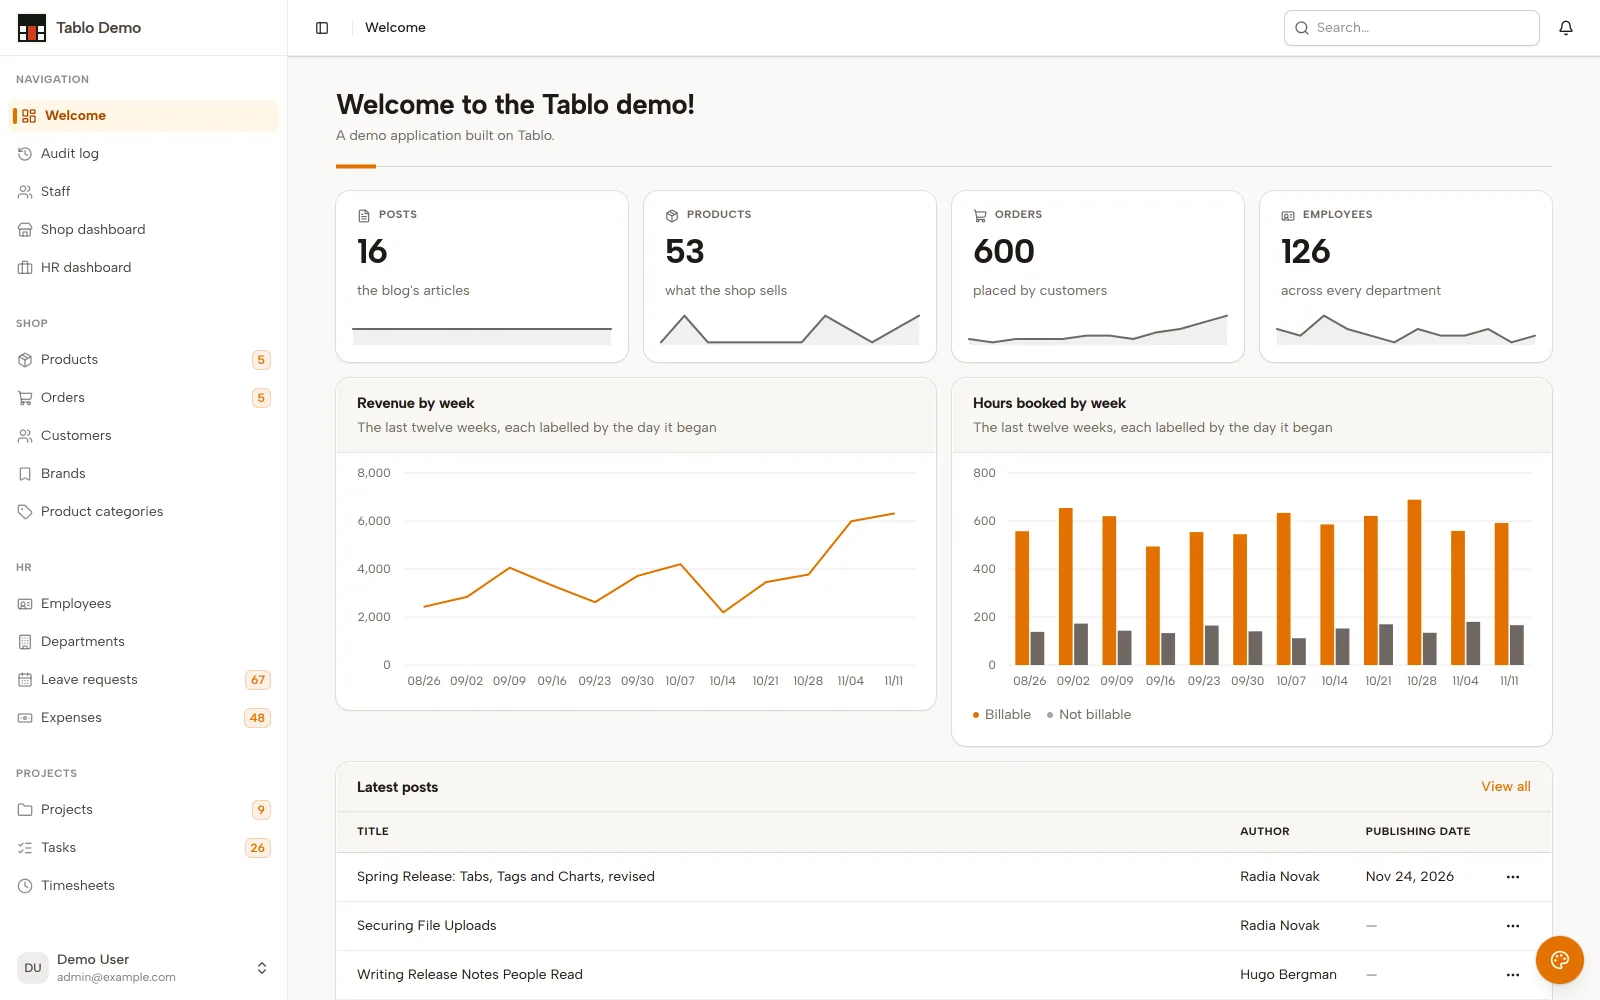 Tablo Demo
Welcome
Search...
NAVIGATION
Welcome
Audit log
Staff
Shop dashboard
HR dashboard
SHOP
Products 5
Orders 5
Customers
Brands
Product categories
HR
Employees
Departments
Leave requests 67
Expenses 48
PROJECTS
Projects 9
Tasks 26
Timesheets
DU
Demo User
admin@example.com
Welcome to the Tablo demo!
A demo application built on Tablo.
POSTS
16
the blog's articles
PRODUCTS
53
what the shop sells
ORDERS
600
placed by customers
EMPLOYEES
126
across every department
Revenue by week
The last twelve weeks, each labelled by the day it began
8,000
6,000
4,000
2,000
0
08/26 09/02 09/09 09/16 09/23 09/30 10/07 10/14 10/21 10/28 11/04 11/11
Hours booked by week
The last twelve weeks, each labelled by the day it began
800
600
400
200
0
08/26 09/02 09/09 09/16 09/23 09/30 10/07 10/14 10/21 10/28 11/04 11/11
Billable Not billable
Latest posts View all
TITLE AUTHOR PUBLISHING DATE
Spring Release: Tabs, Tags and Charts, revised Radia Novak Nov 24, 2026
Securing File Uploads Radia Novak —
Writing Release Notes People Read Hugo Bergman —